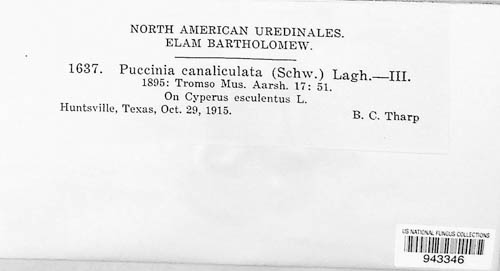 NORTH AMERICAN UREDINALES.
ELAM BARTHOLOMEW.
1637. Puccinia canaliculata (Schw.) Lagh.—III.
1895: Tromso Mus. Aarsh. 17: 51.
On Cyperus esculentus L.
Huntsville, Texas, Oct. 29, 1915. B. C. Tharp
US NATIONAL FUNGUS COLLECTIONS
943346